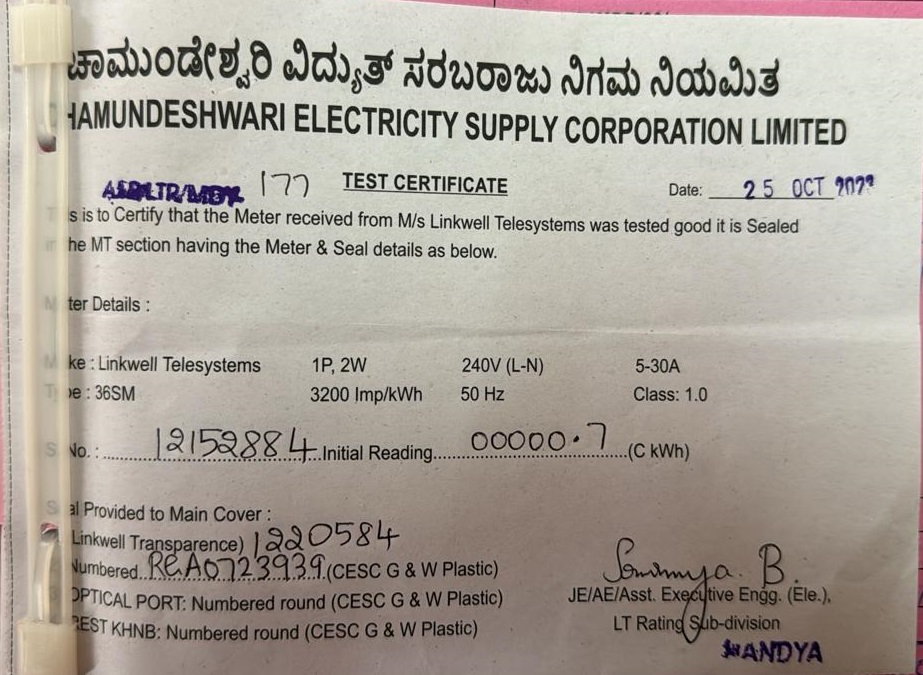 ಚಾಮುಂಡೇಶ್ವರಿ ವಿದ್ಯುತ್ ಸರಬರಾಜು ನಿಗಮ ನಿಯಮಿತ
HAMUNDESHWARI ELECTRICITY SUPPLY CORPORATION LIMITED
177 TEST CERTIFICATE Date: 25 OCT
s is to Certify that the Meter received from M/s Linkwell Telesystems was tested good it is Sealed
he MT section having the Meter & Seal details as below.
ter Details :
ke : Linkwell Telesystems 1P, 2W 240V (L-N) 5-30A
pe : 36SM 3200 Imp/kWh 50 Hz Class: 1.0
S No. : 12152884 Initial Reading 00000.7 (C kWh)
al Provided to Main Cover :
Linkwell Transparence) 1220584
Numbered REA0723939 (CESC G & W Plastic)
OPTICAL PORT: Numbered round (CESC G & W Plastic)
BEST KHNB: Numbered round (CESC G & W Plastic)
Sowmya. B.
JE/AE/Asst. Executive Engg. (Ele.),
LT Rating Sub-division
MANDYA